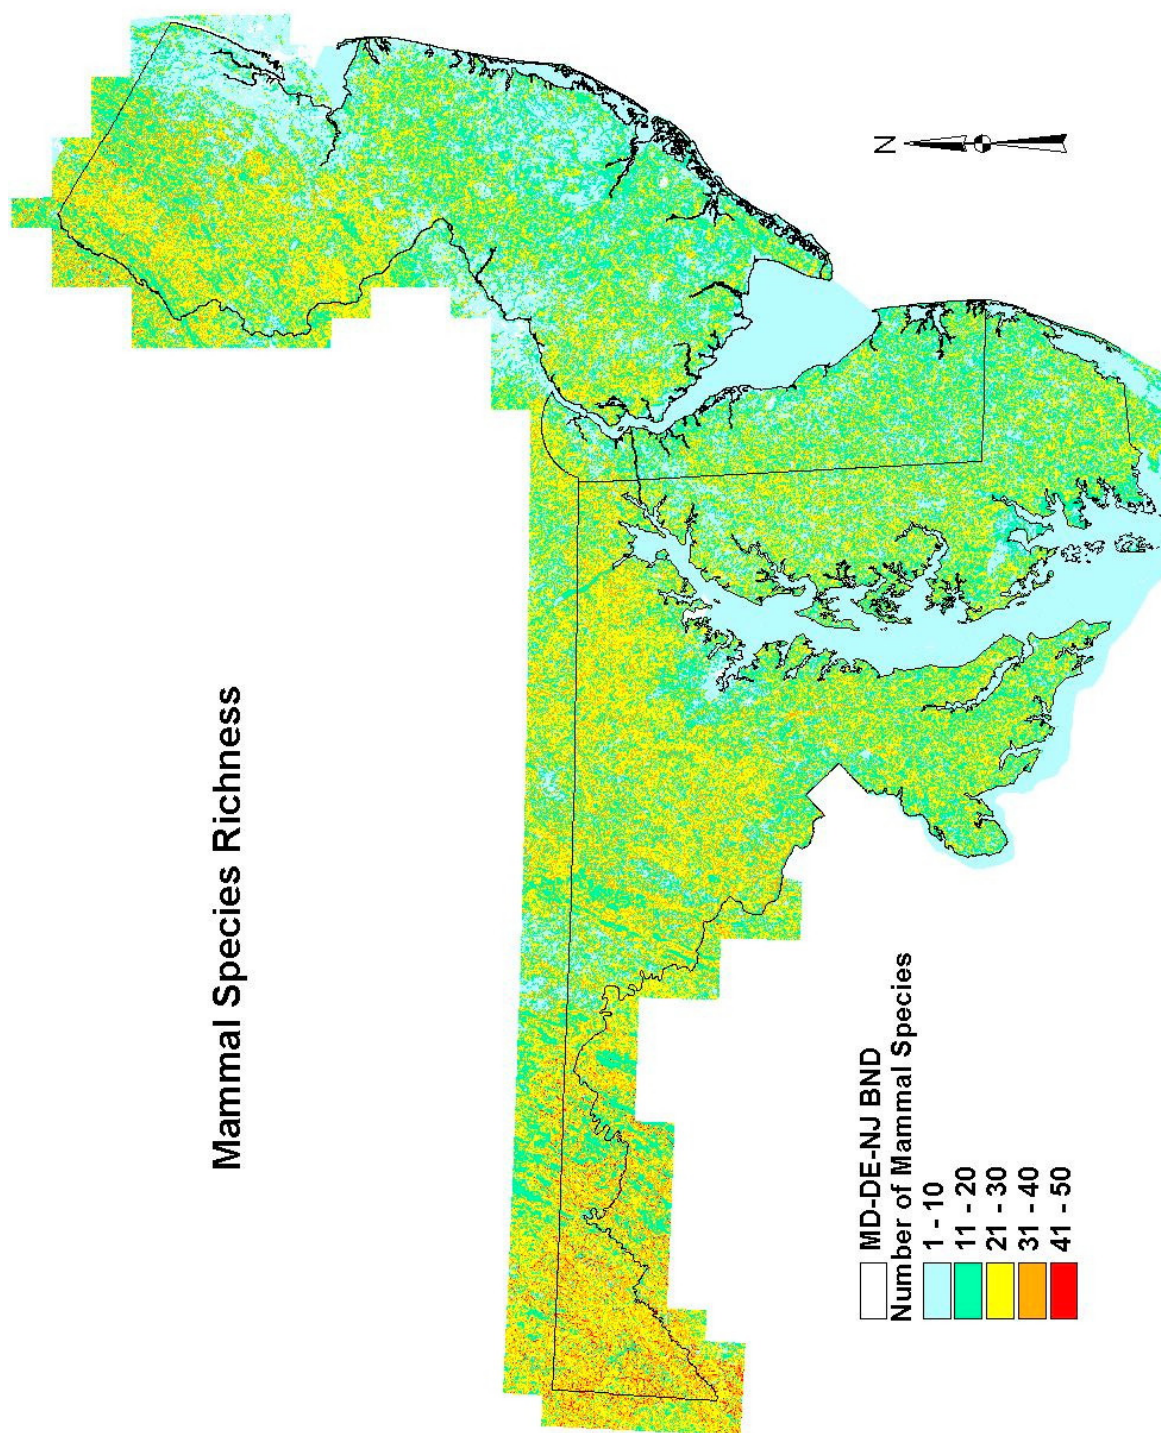 Mammal Species Richness
N
MD-DE-NJ BND
Number of Mammal Species
1 - 10
11 - 20
21 - 30
31 - 40
41 - 50